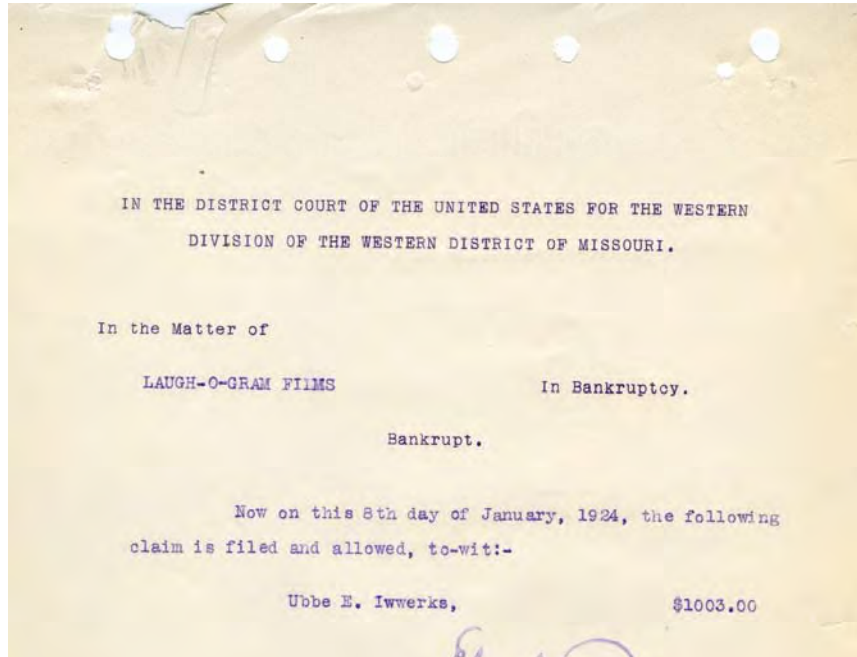 IN THE DISTRICT COURT OF THE UNITED STATES FOR THE WESTERN
DIVISION OF THE WESTERN DISTRICT OF MISSOURI.
In the Matter of
LAUGH-O-GRAM FILMS In Bankruptcy.
Bankrupt.
Now on this 8th day of January, 1924, the following
claim is filed and allowed, to-wit:-
Ubbe E. Iwwerks, $1003.00